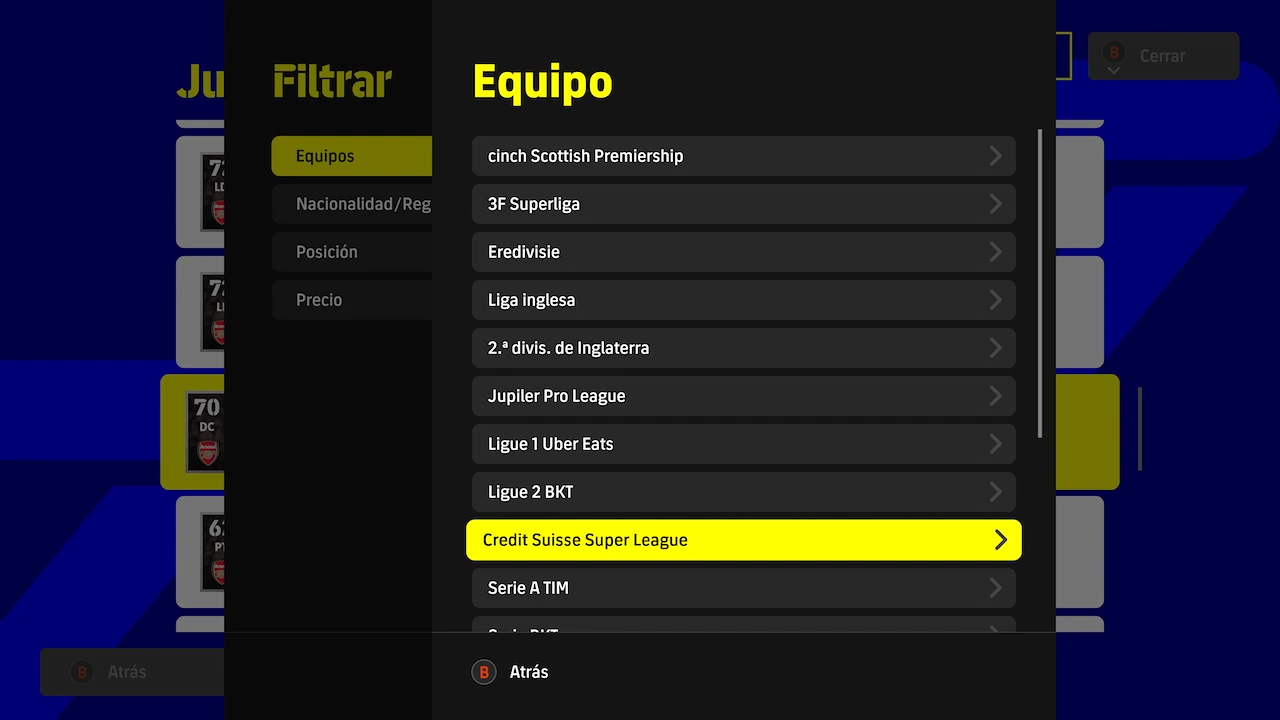 Filtrar
Equipos
Nacionalidad/Reg
Posición
Precio
Equipo
cinch Scottish Premiership
3F Superliga
Eredivisie
Liga inglesa
2.ª divis. de Inglaterra
Jupiler Pro League
Ligue 1 Uber Eats
Ligue 2 BKT
Credit Suisse Super League
Serie A TIM
B Cerrar
Ju
70
DC
B Atrás
B Atrás